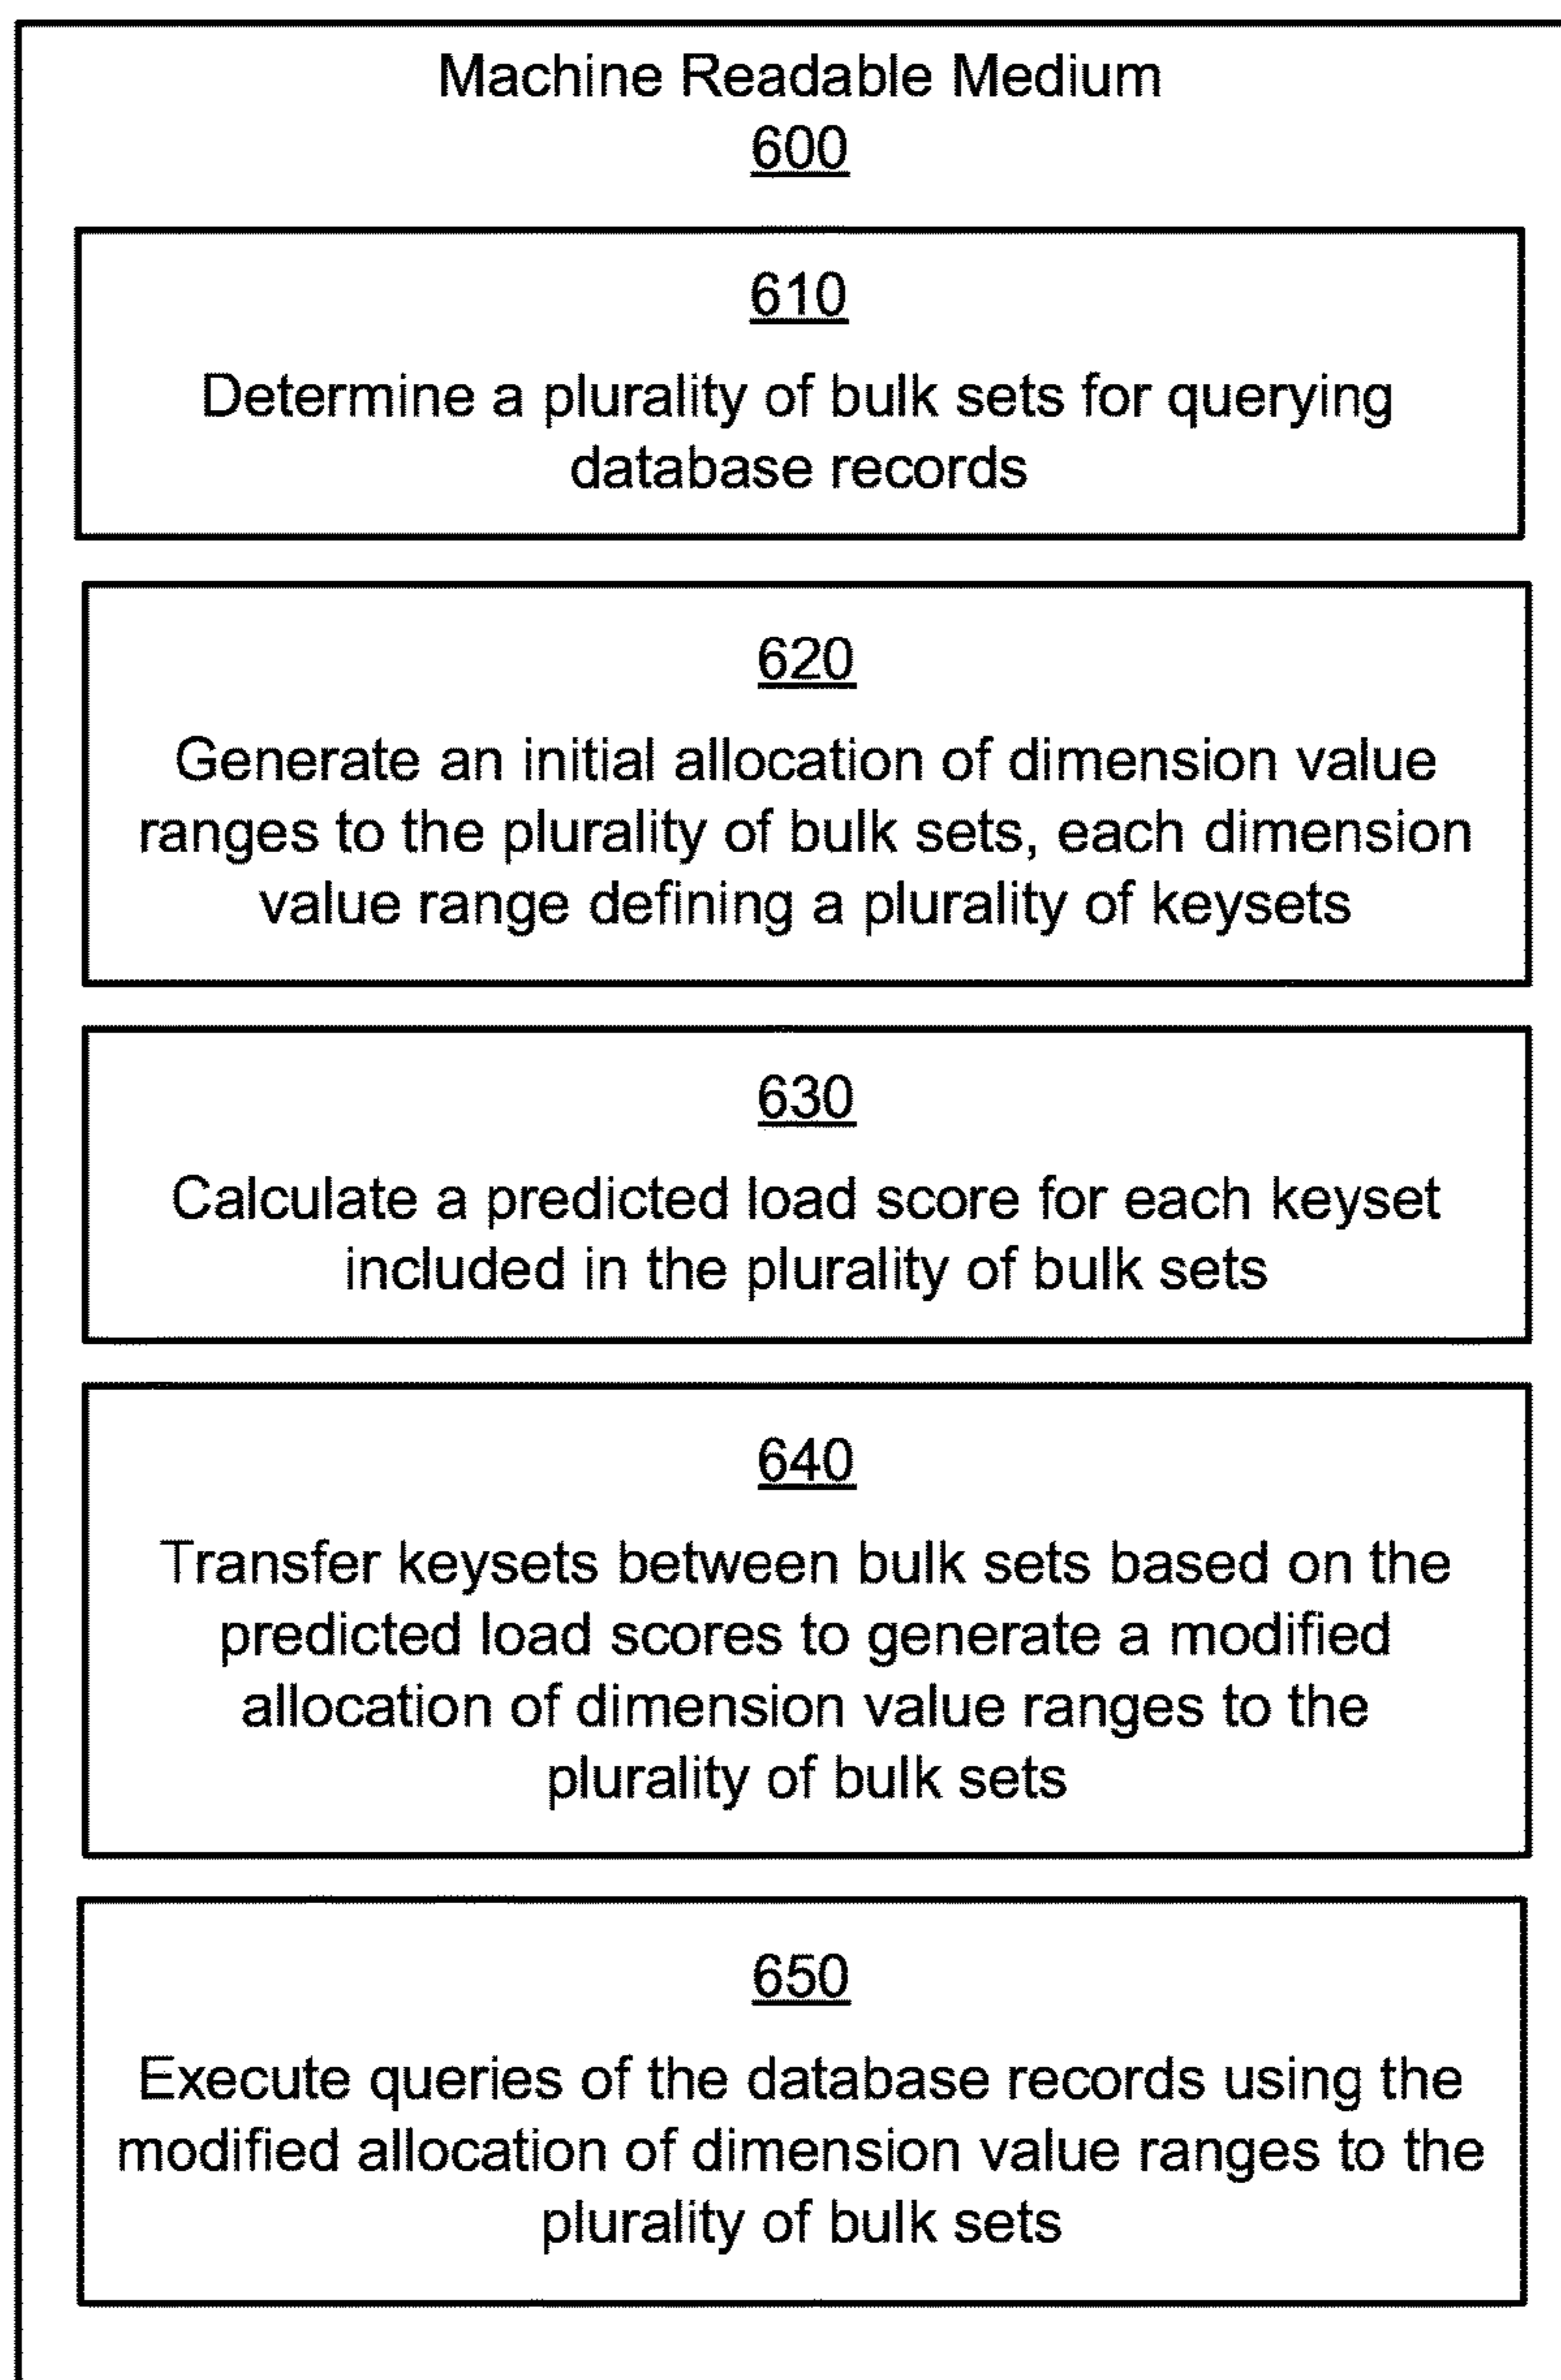 Machine Readable Medium
600
610
Determine a plurality of bulk sets for querying
database records
620
Generate an initial allocation of dimension value
ranges to the plurality of bulk sets, each dimension
value range defining a plurality of keysets
630
Calculate a predicted load score for each keyset
included in the plurality of bulk sets
640
Transfer keysets between bulk sets based on the
predicted load scores to generate a modified
allocation of dimension value ranges to the
plurality of bulk sets
650
Execute queries of the database records using the
modified allocation of dimension value ranges to the
plurality of bulk sets